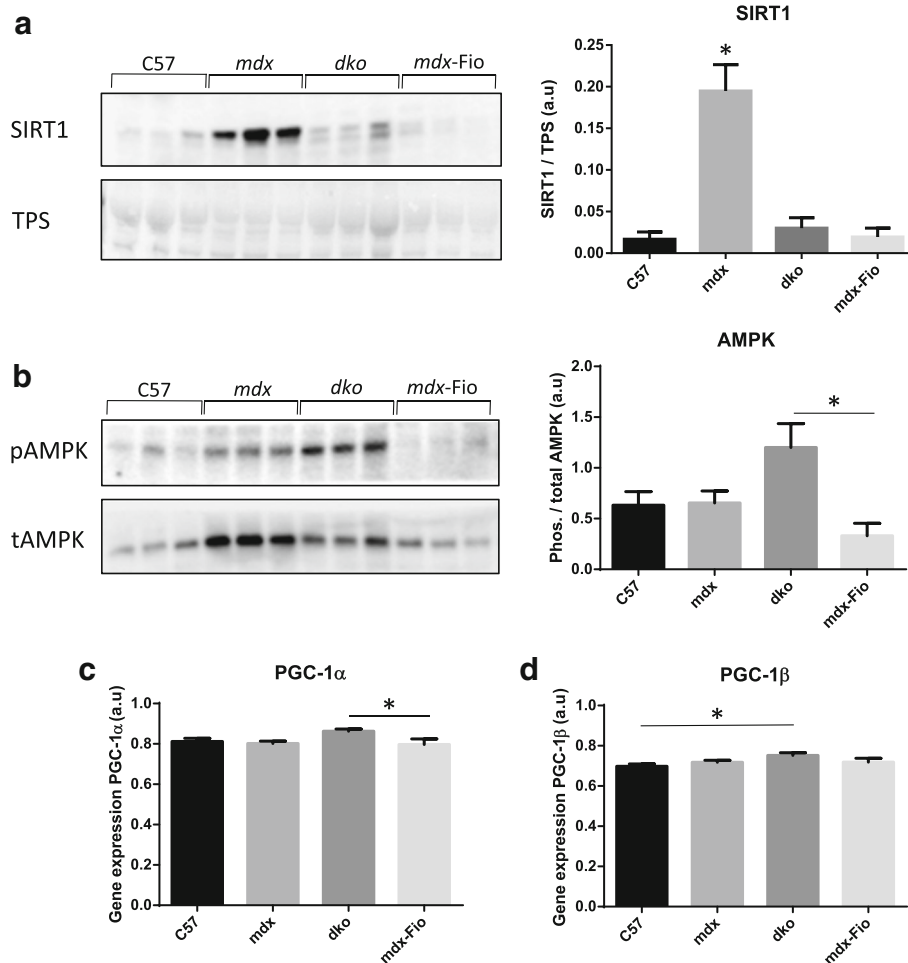 a
C57 mdx dko mdx-Fio
SIRT1
TPS
SIRT1
SIRT1 / TPS (a.u)
0.25
0.20
0.15
0.10
0.05
0.00
*
C57 mdx dko mdx-Fio
b
C57 mdx dko mdx-Fio
pAMPK
tAMPK
AMPK
Phos. / total AMPK (a.u)
2.0
1.5
1.0
0.5
0.0
*
C57 mdx dko mdx-Fio
c
PGC-1α
Gene expression PGC-1α (a.u)
1.0
0.8
0.6
0.4
0.2
0.0
*
C57 mdx dko mdx-Fio
d
PGC-1β
Gene expression PGC-1β (a.u)
1.0
0.8
0.6
0.4
0.2
0.0
*
C57 mdx dko mdx-Fio